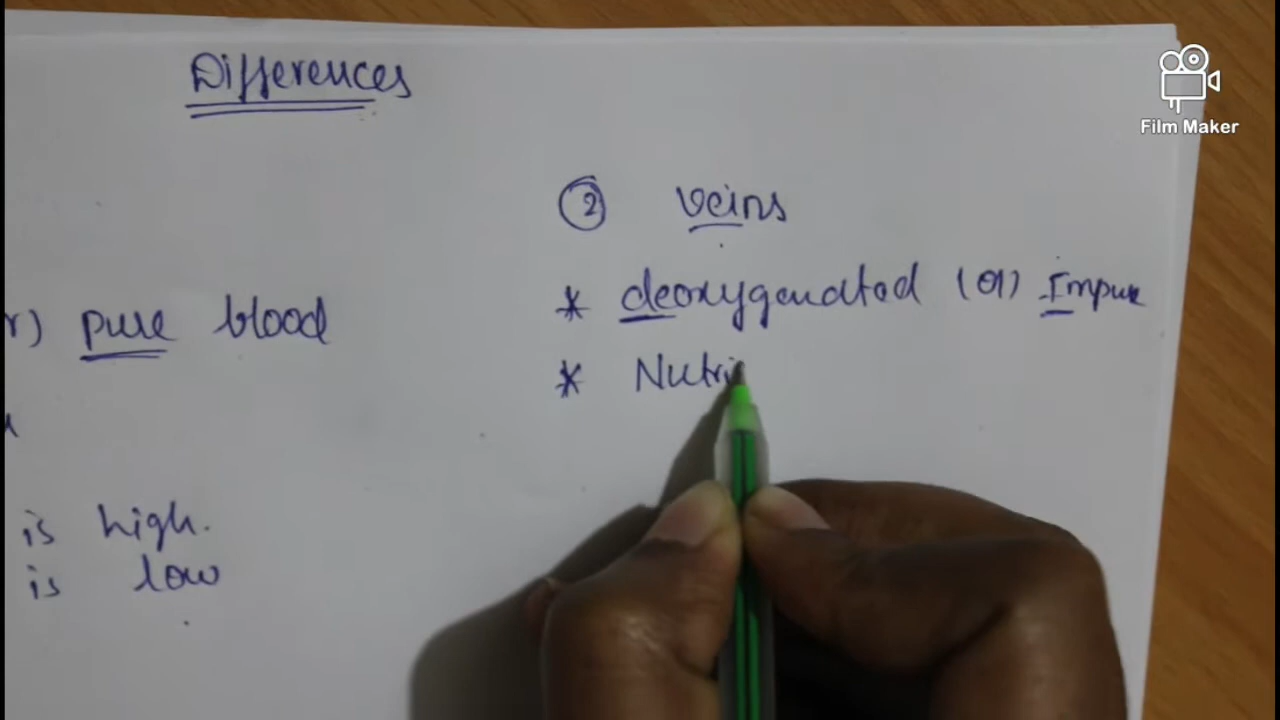 Differences
Film Maker
② Veins
* deoxygenated (or) Impure
r) pure blood
* Nutri
is high.
is low